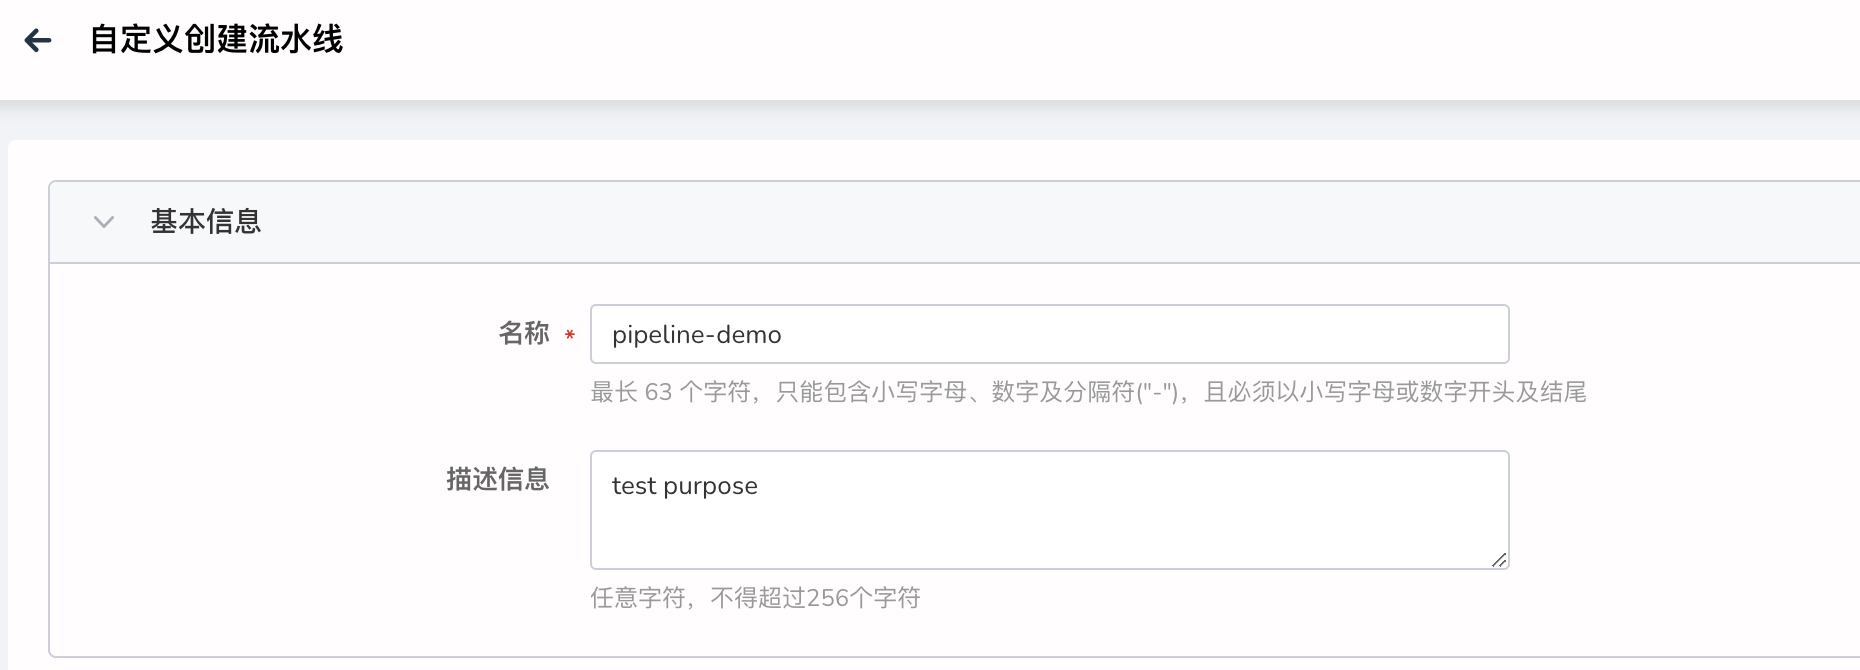 自定义创建流水线
基本信息
名称 *
pipeline-demo
最长 63 个字符，只能包含小写字母、数字及分隔符("-")，且必须以小写字母或数字开头及结尾
描述信息
test purpose
任意字符，不得超过256个字符